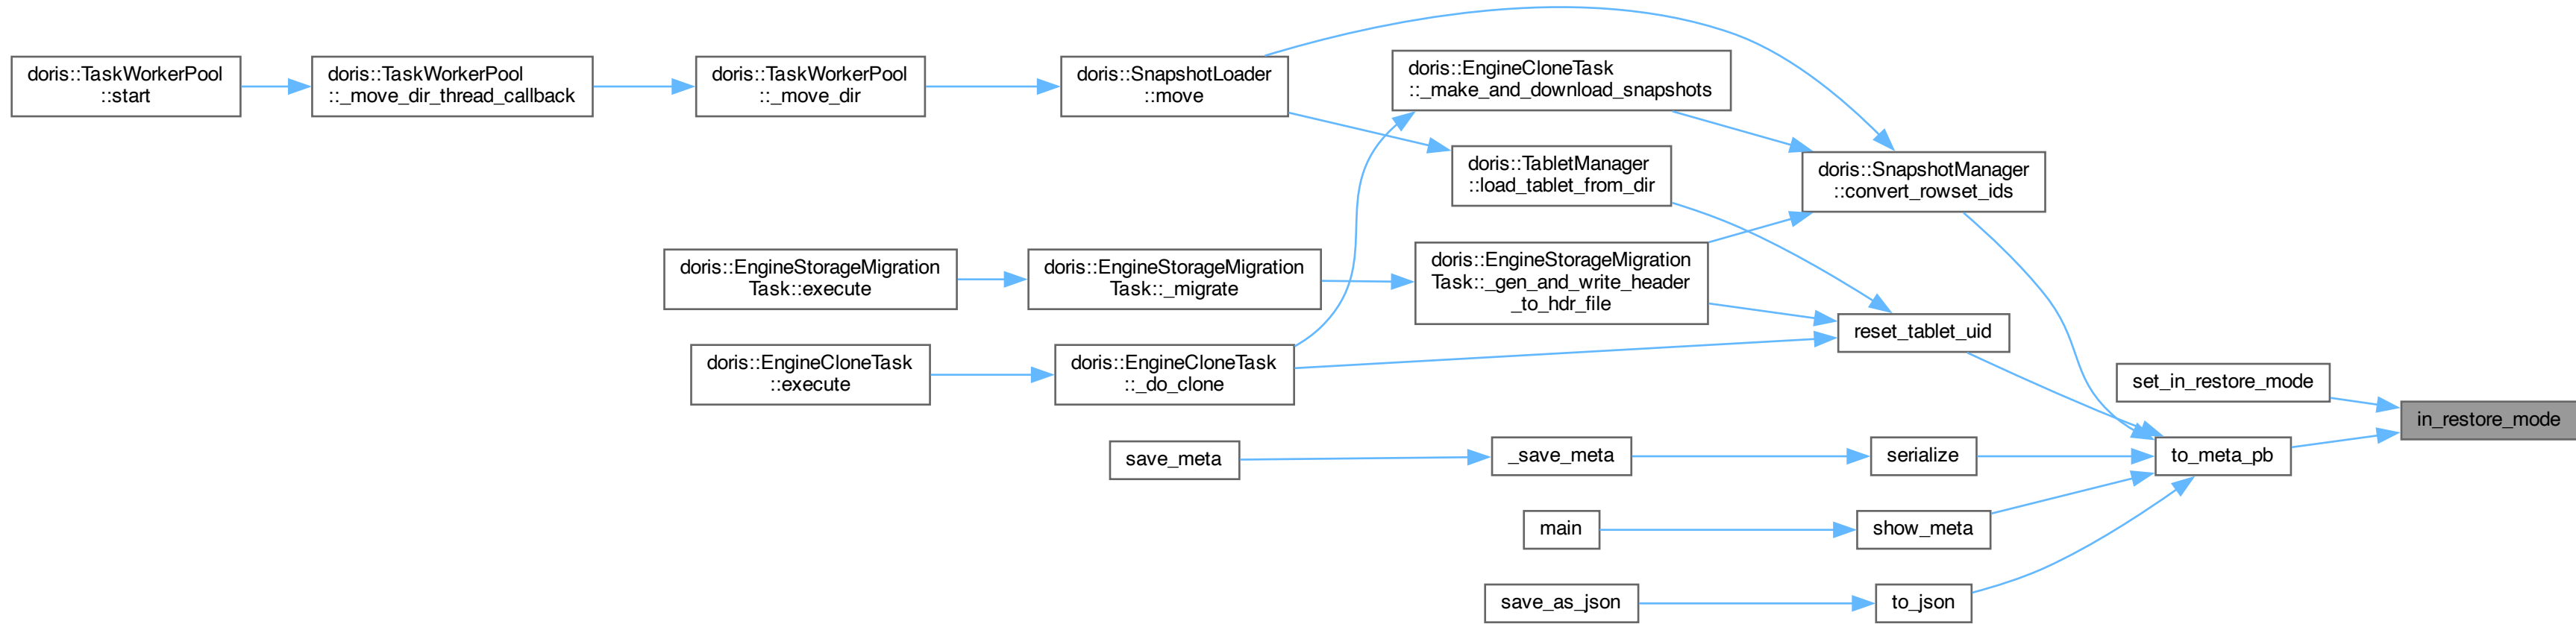 doris::TaskWorkerPool
::start
doris::TaskWorkerPool
::_move_dir_thread_callback
doris::TaskWorkerPool
::_move_dir
doris::SnapshotLoader
::move
doris::EngineCloneTask
::_make_and_download_snapshots
doris::TabletManager
::load_tablet_from_dir
doris::SnapshotManager
::convert_rowset_ids
doris::EngineStorageMigration
Task::execute
doris::EngineStorageMigration
Task::_migrate
doris::EngineStorageMigration
Task::_gen_and_write_header
_to_hdr_file
reset_tablet_uid
doris::EngineCloneTask
::execute
doris::EngineCloneTask
::_do_clone
set_in_restore_mode
in_restore_mode
save_meta
_save_meta
serialize
to_meta_pb
main
show_meta
save_as_json
to_json